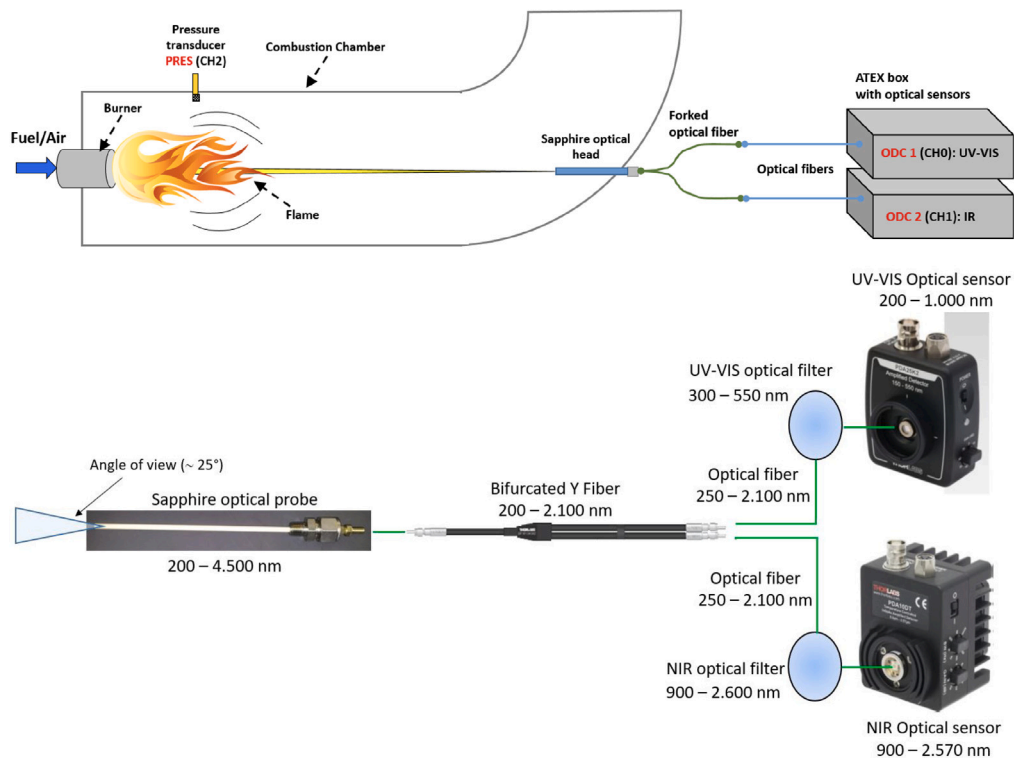 Pressure
transducer
PRES (CH2)
Combustion Chamber
Burner
Fuel/Air
Flame
Sapphire optical
head
Forked
optical fiber
Optical fibers
ATEX box
with optical sensors
ODC 1 (CH0): UV-VIS
ODC 2 (CH1): IR
UV-VIS Optical sensor
200 – 1.000 nm
UV-VIS optical filter
300 – 550 nm
Optical fiber
250 – 2.100 nm
Angle of view (~ 25°)
Sapphire optical probe
200 – 4.500 nm
Bifurcated Y Fiber
200 – 2.100 nm
Optical fiber
250 – 2.100 nm
NIR optical filter
900 – 2.600 nm
THORLABS
NIR Optical sensor
900 – 2.570 nm